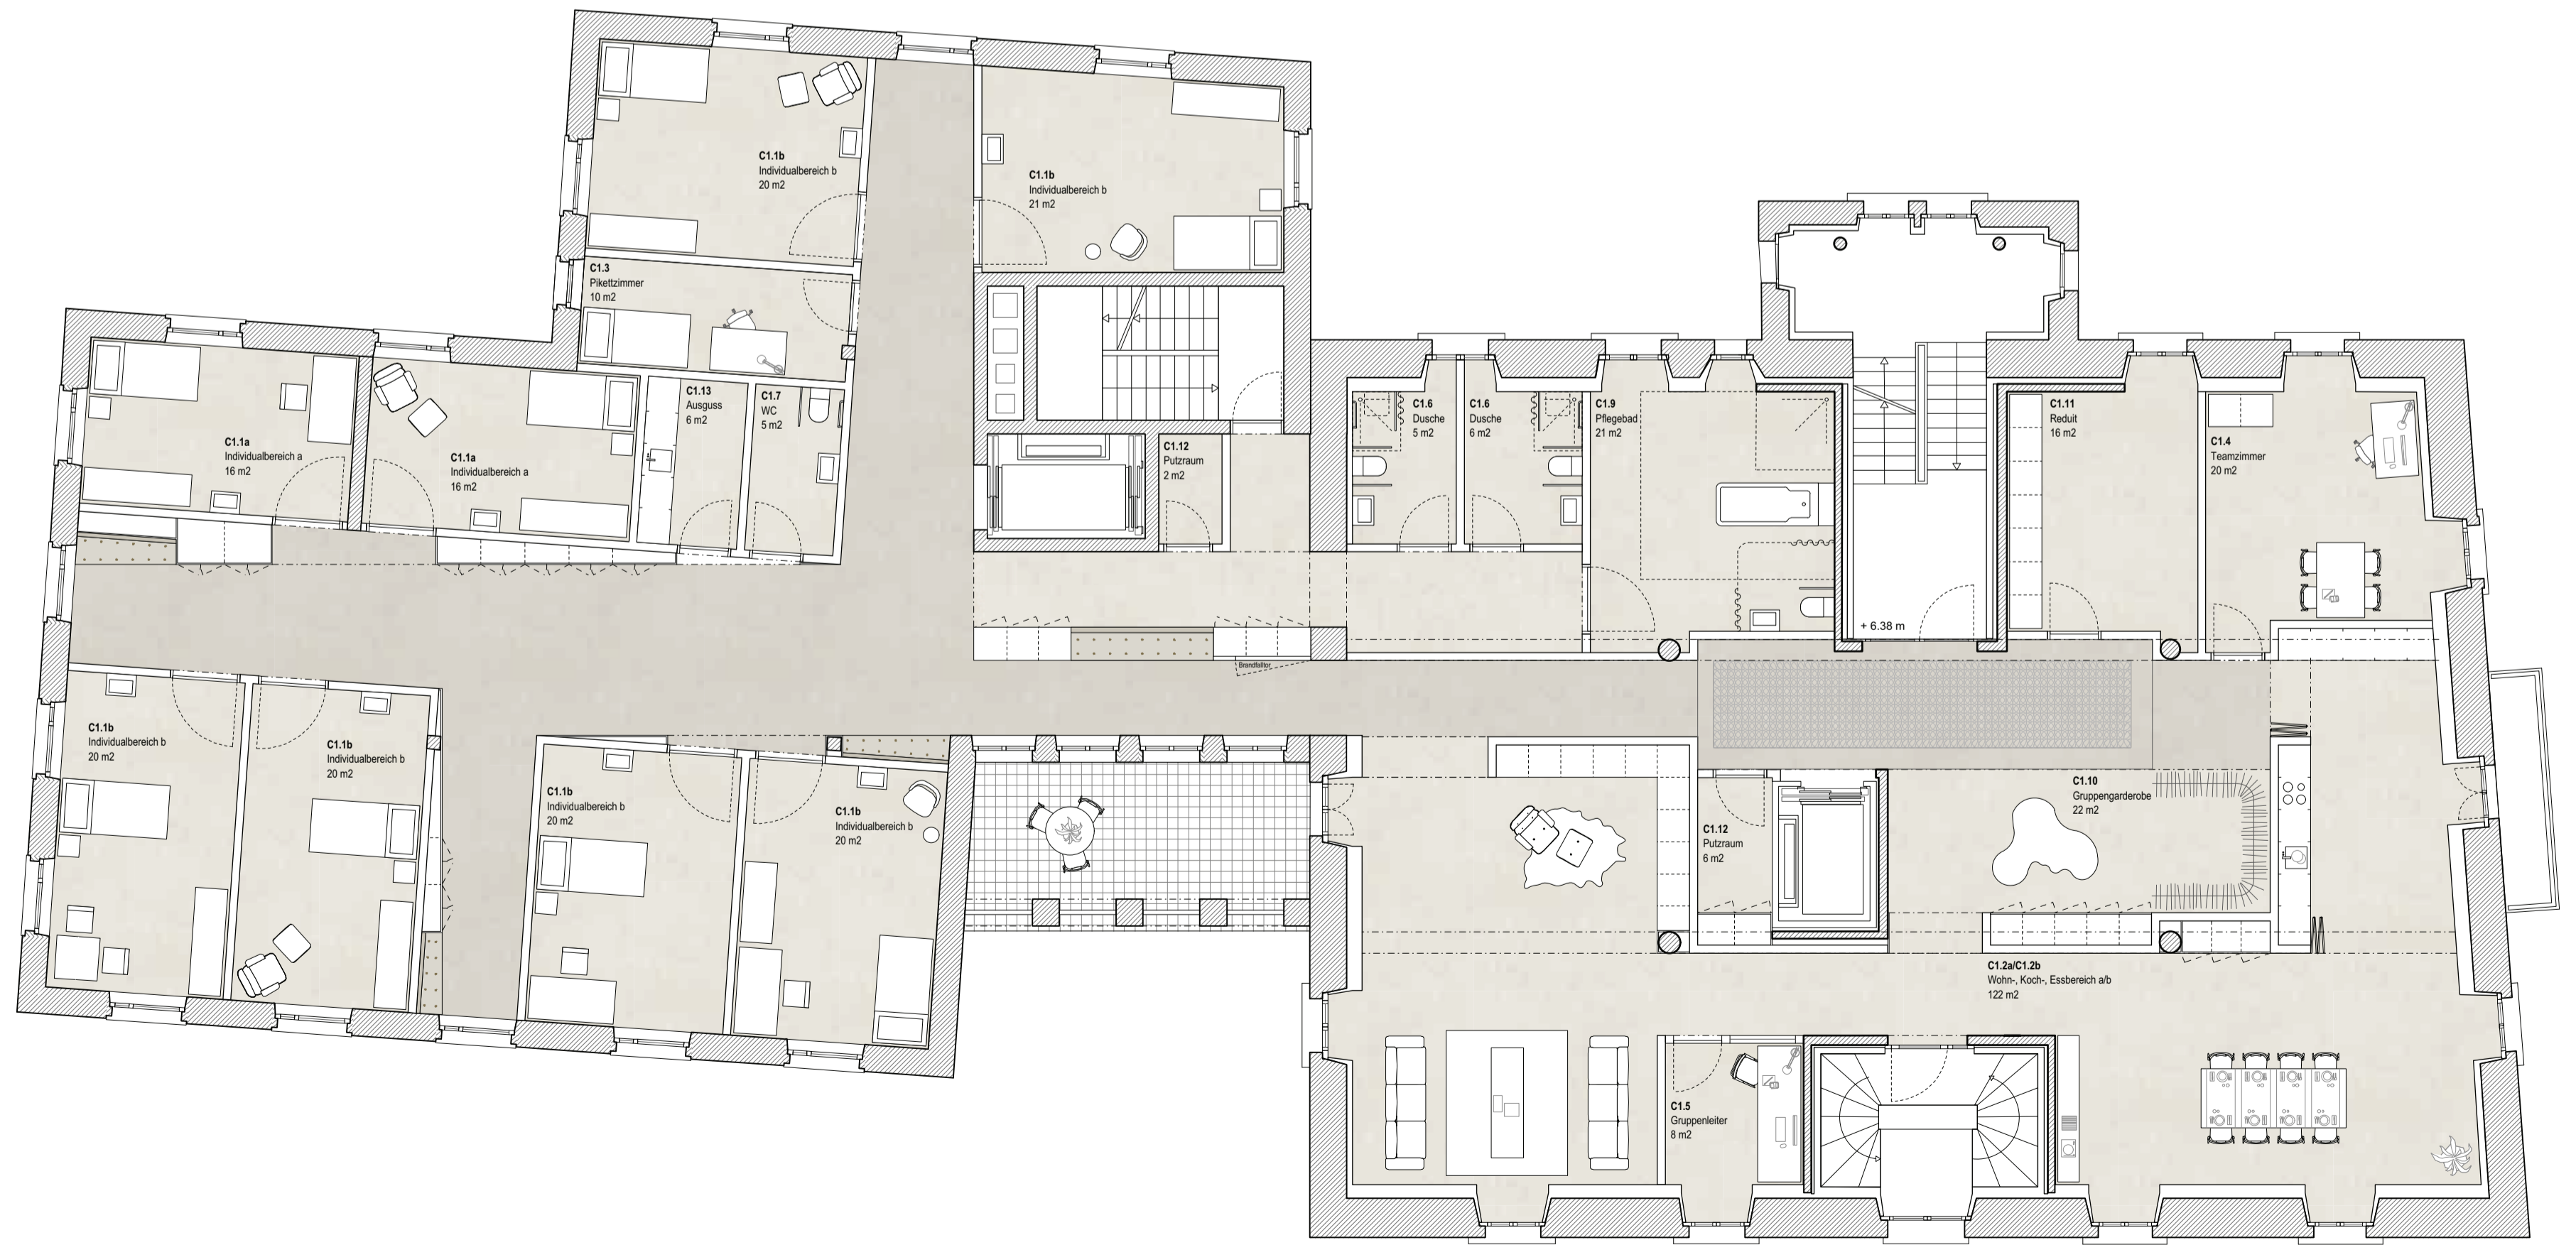 C1.1b
Individualbereich b
20 m2
C1.1b
Individualbereich b
21 m2
C1.3
Pikettzimmer
10 m2
C1.1a
Individualbereich a
16 m2
C1.1a
Individualbereich a
16 m2
C1.13
Ausguss
6 m2
C1.7
WC
5 m2
C1.12
Putzraum
2 m2
C1.6
Dusche
5 m2
C1.6
Dusche
6 m2
C1.9
Pflegebad
21 m2
C1.11
Reduit
16 m2
C1.4
Teamzimmer
20 m2
+ 6.38 m
Brandfalltor
C1.1b
Individualbereich b
20 m2
C1.1b
Individualbereich b
20 m2
C1.1b
Individualbereich b
20 m2
C1.1b
Individualbereich b
20 m2
C1.12
Putzraum
6 m2
C1.10
Gruppengarderobe
22 m2
C1.2a/C1.2b
Wohn-, Koch-, Essbereich a/b
122 m2
C1.5
Gruppenleiter
8 m2